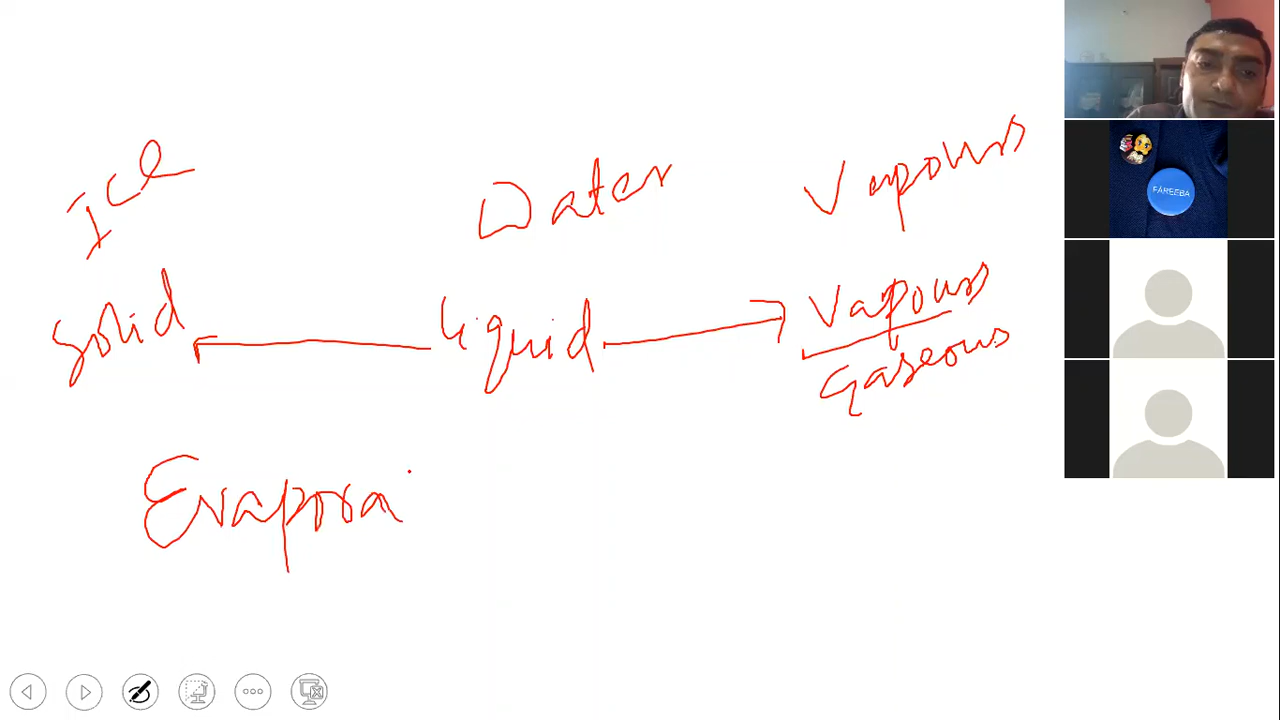 Ice Water Vapours
Solid liquid Vapours
Gaseous
Evapora
FAREEBA